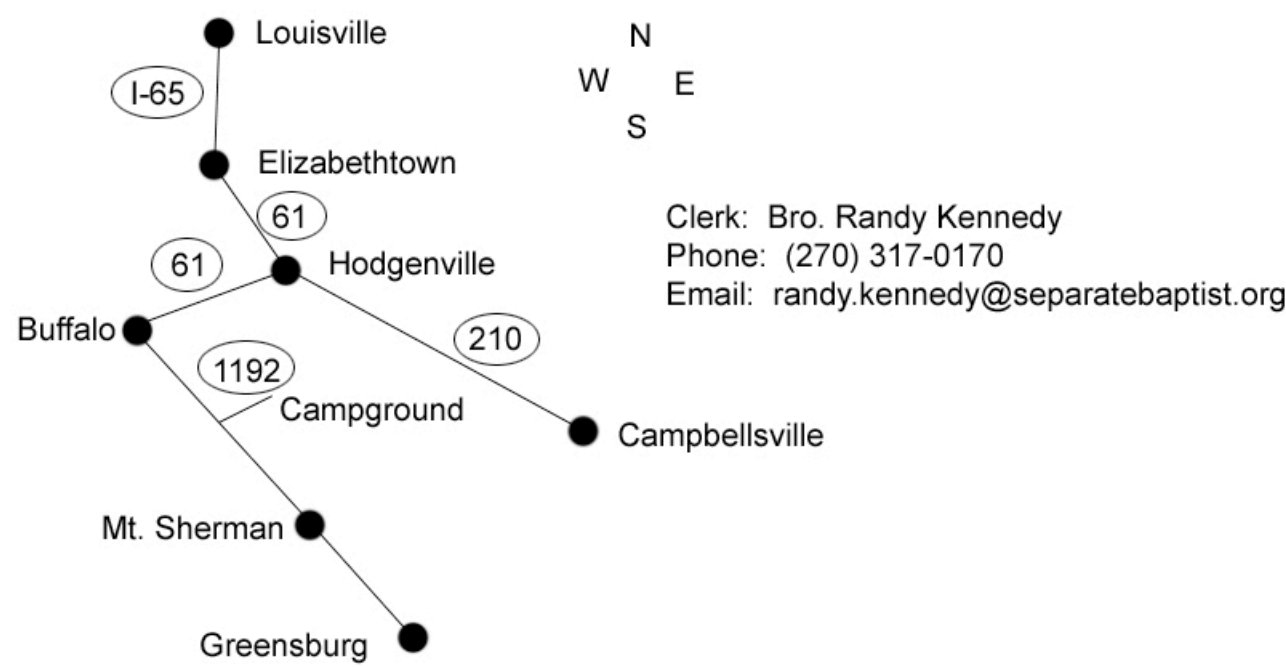 Louisville
N
W E
S
I-65
Elizabethtown
61
Clerk: Bro. Randy Kennedy
Phone: (270) 317-0170
Email: randy.kennedy@separatebaptist.org
61
Hodgenville
Buffalo
210
1192
Campground
Campbellsville
Mt. Sherman
Greensburg